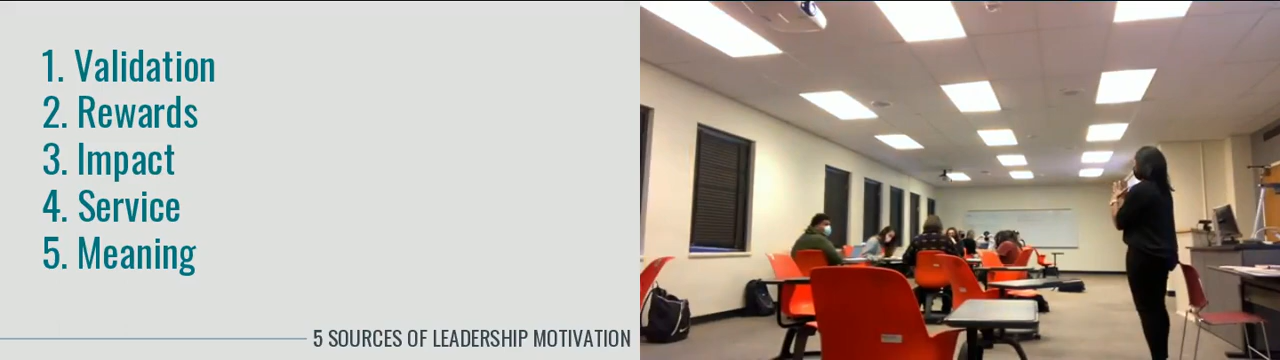 1. Validation
2. Rewards
3. Impact
4. Service
5. Meaning
5 SOURCES OF LEADERSHIP MOTIVATION